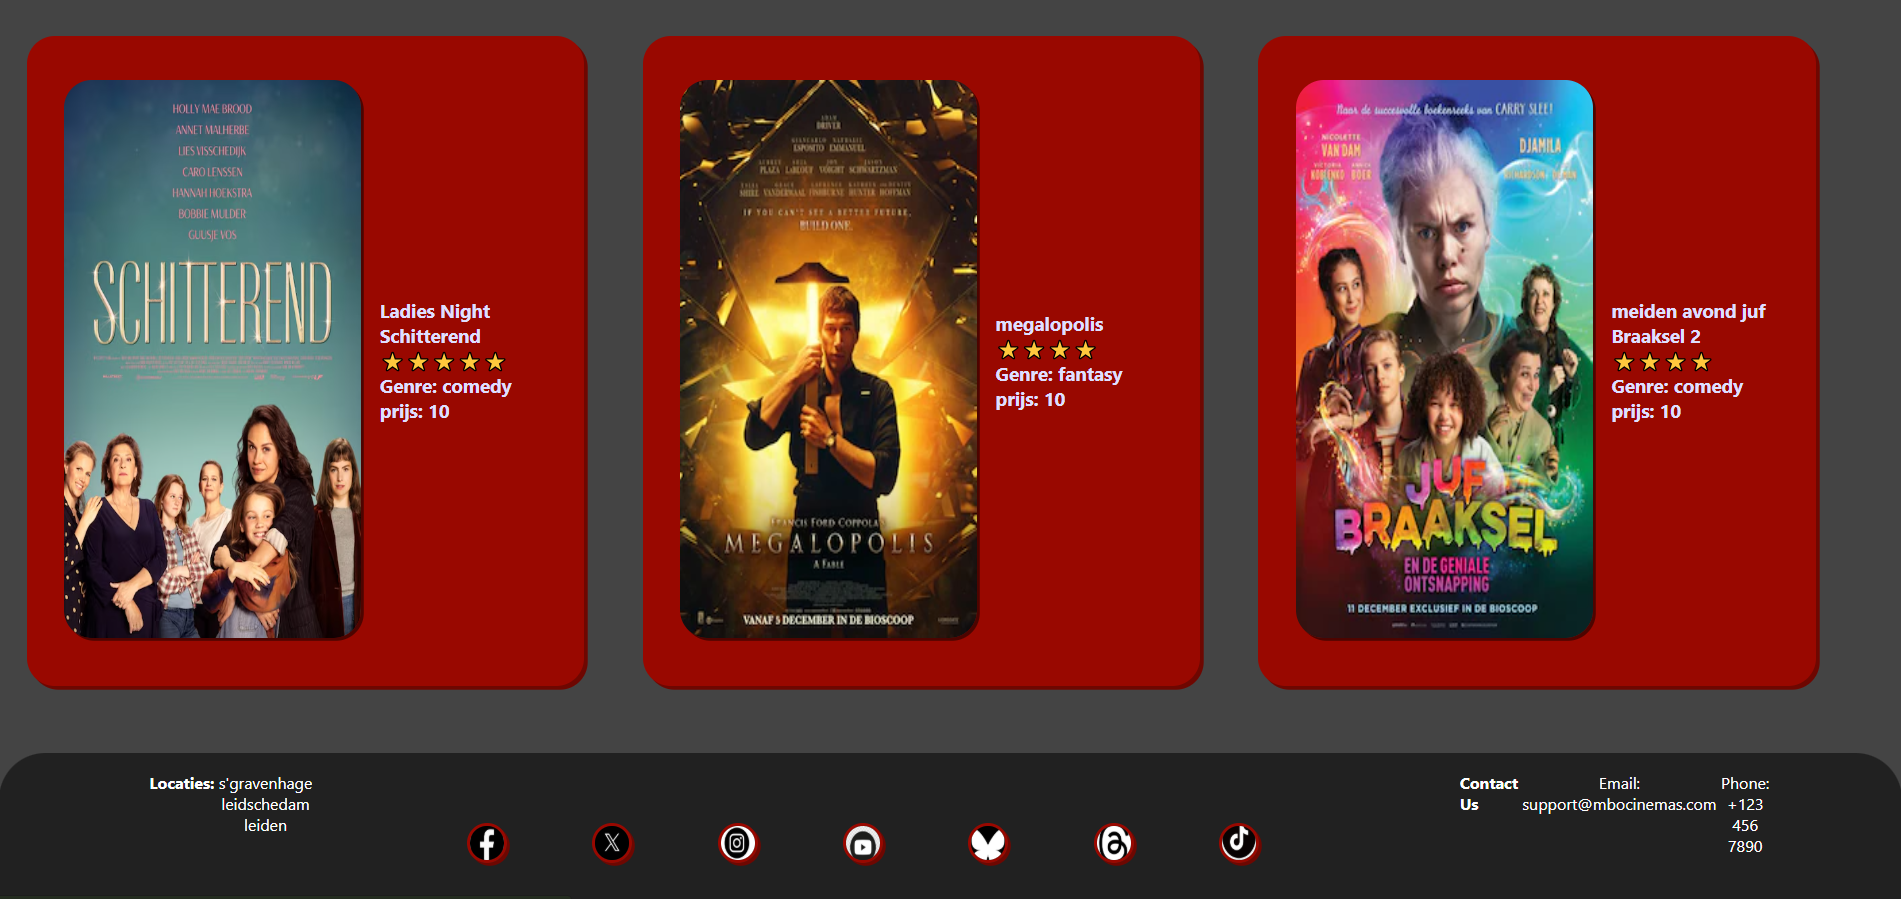 HOLLY MAE BROOD
ANNET MALHERBE
LIES VISSCHEDIJK
CARO LENSSEN
HANNAH HOEKSTRA
BOBBIE MULDER
GUUSJE VOS
SCHITTEREND
Ladies Night
Schitterend
Genre: comedy
prijs: 10
ADAM
DRIVER
GIANCARLO NATHALIE
ESPOSITO EMMANUEL
AUBREY SHIA JON JASON
PLAZA LABEOUF VOIGHT SCHWARTZMAN
SHIRE VANDERWAAL FISHBURNE HUNTER HOFFMAN
IF YOU CAN'T SEE A BETTER FUTURE,
BUILD ONE.
FRANCIS FORD COPPOLA'S
MEGALOPOLIS
A FABLE
VANAF 5 DECEMBER IN DE BIOSCOOP
megalopolis
Genre: fantasy
prijs: 10
Naar de succesvolle boekenreeks van CARRY SLEE!
NICOLETTE
VAN DAM
DJAMILA
JUF
BRAAKSEL
EN DE GENIALE
ONTSNAPPING
11 DECEMBER EXCLUSIEF IN DE BIOSCOOP
meiden avond juf
Braaksel 2
Genre: comedy
prijs: 10
Locaties: s'gravenhage
leidschedam
leiden
Contact
Us
Email:
support@mbocinemas.com
Phone:
+123
456
7890